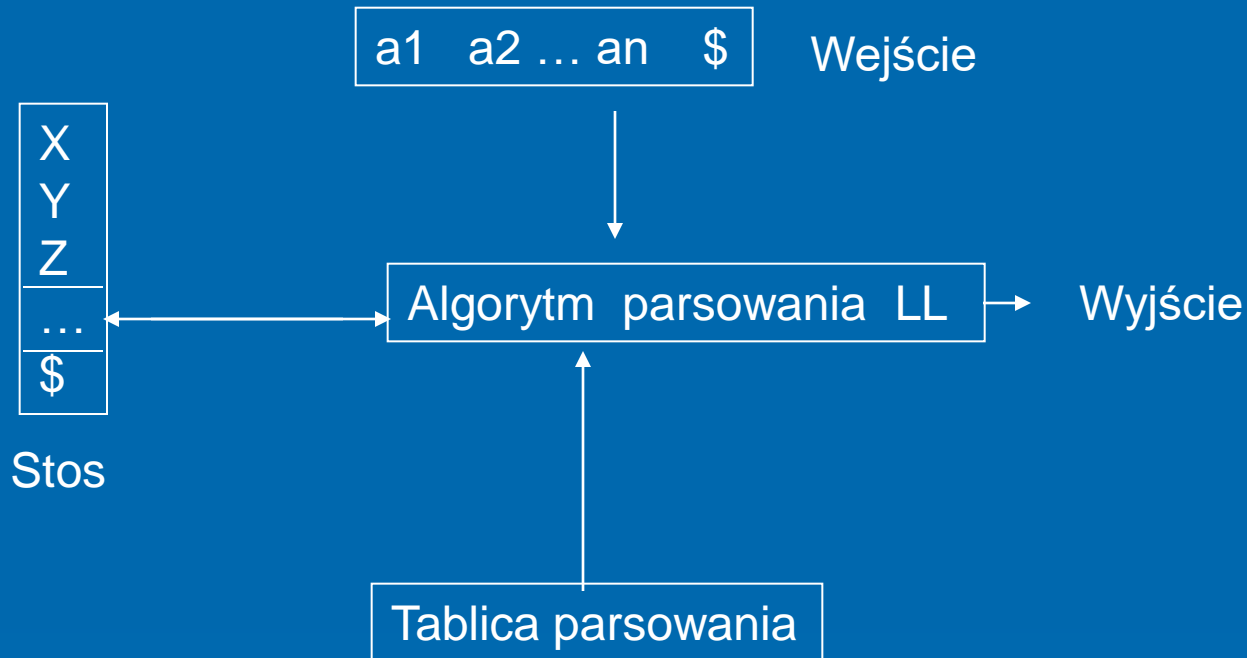 a1 a2 … an $
Wejście
X
Y
Z
…
$
Stos
Algorytm parsowania LL
Wyjście
Tablica parsowania